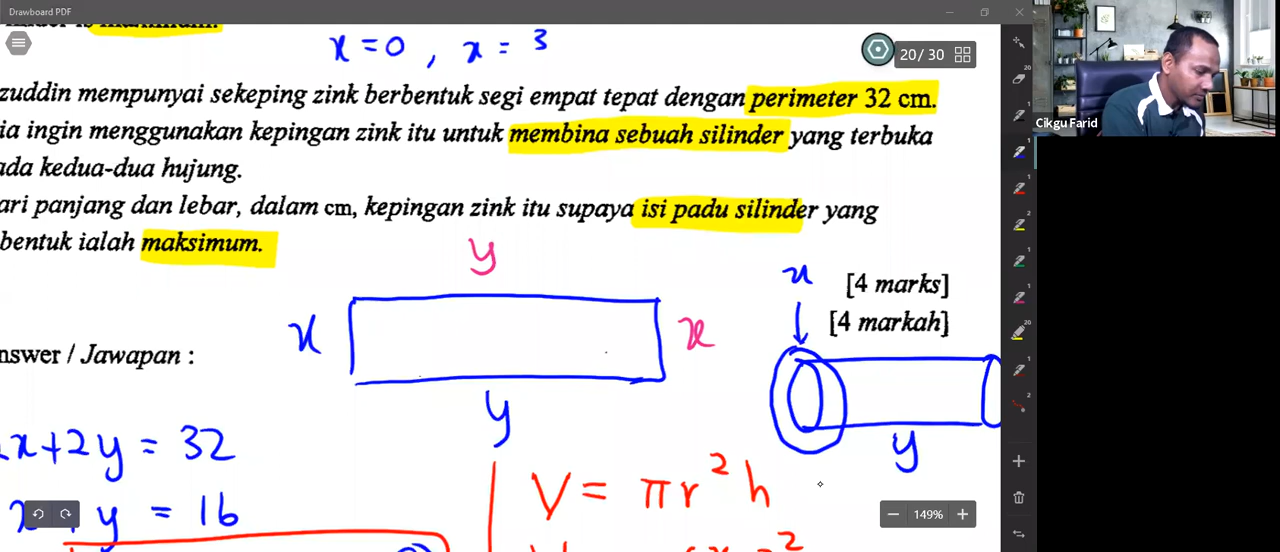 Drawboard PDF
maximum.
x = 0 , x = 3
20 / 30
zuddin mempunyai sekeping zink berbentuk segi empat tepat dengan perimeter 32 cm.
ia ingin menggunakan kepingan zink itu untuk membina sebuah silinder yang terbuka
ada kedua-dua hujung.
ari panjang dan lebar, dalam cm, kepingan zink itu supaya isi padu silinder yang
bentuk ialah maksimum.
Cikgu Farid
y
x
[4 marks]
[4 markah]
x
x
nswer / Jawapan :
y
y
x + 2y = 32
V = πr²h
x + y = 16
149%